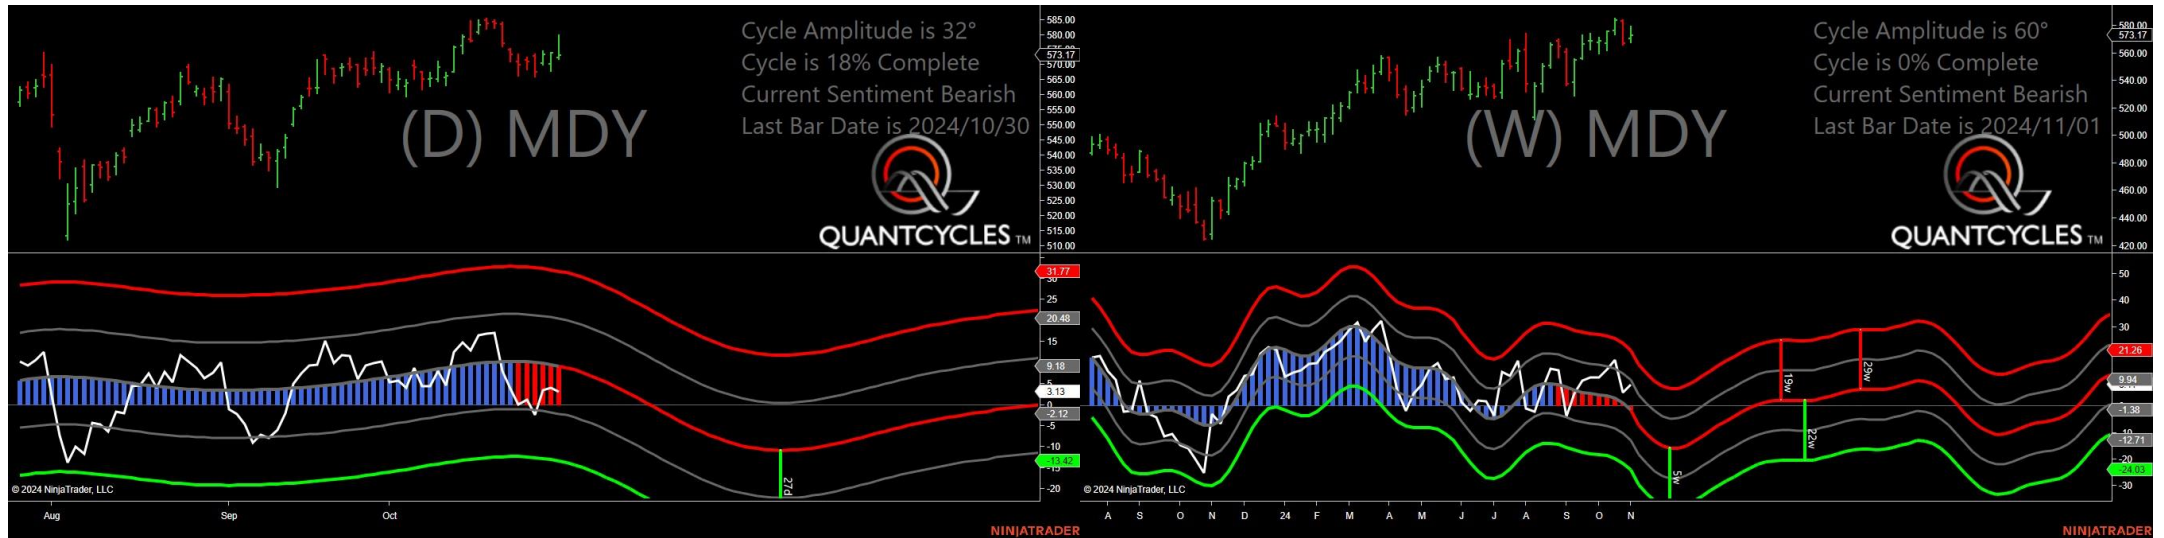 Cycle Amplitude is 32°
Cycle is 18% Complete
Current Sentiment Bearish
Last Bar Date is 2024/10/30
(D) MDY
QUANTCYCLES TM
585.00
580.00
573.17
570.00
565.00
560.00
555.00
550.00
545.00
540.00
535.00
530.00
525.00
520.00
515.00
510.00
31.77
30
25
20.48
15
9.18
5
3.13
0
-2.12
-5
-10
-13.42
-15
-20
27d
© 2024 NinjaTrader, LLC
Aug Sep Oct
NINJATRADER
Cycle Amplitude is 60°
Cycle is 0% Complete
Current Sentiment Bearish
Last Bar Date is 2024/11/01
(W) MDY
QUANTCYCLES TM
580.00
573.17
560.00
540.00
520.00
500.00
480.00
460.00
440.00
420.00
50
40
30
21.26
9.94
-1.38
-12.71
-20
-24.03
-30
19w
29w
22w
5w
© 2024 NinjaTrader, LLC
A S O N D 24 F M A M J J A S O N
NINJATRADER